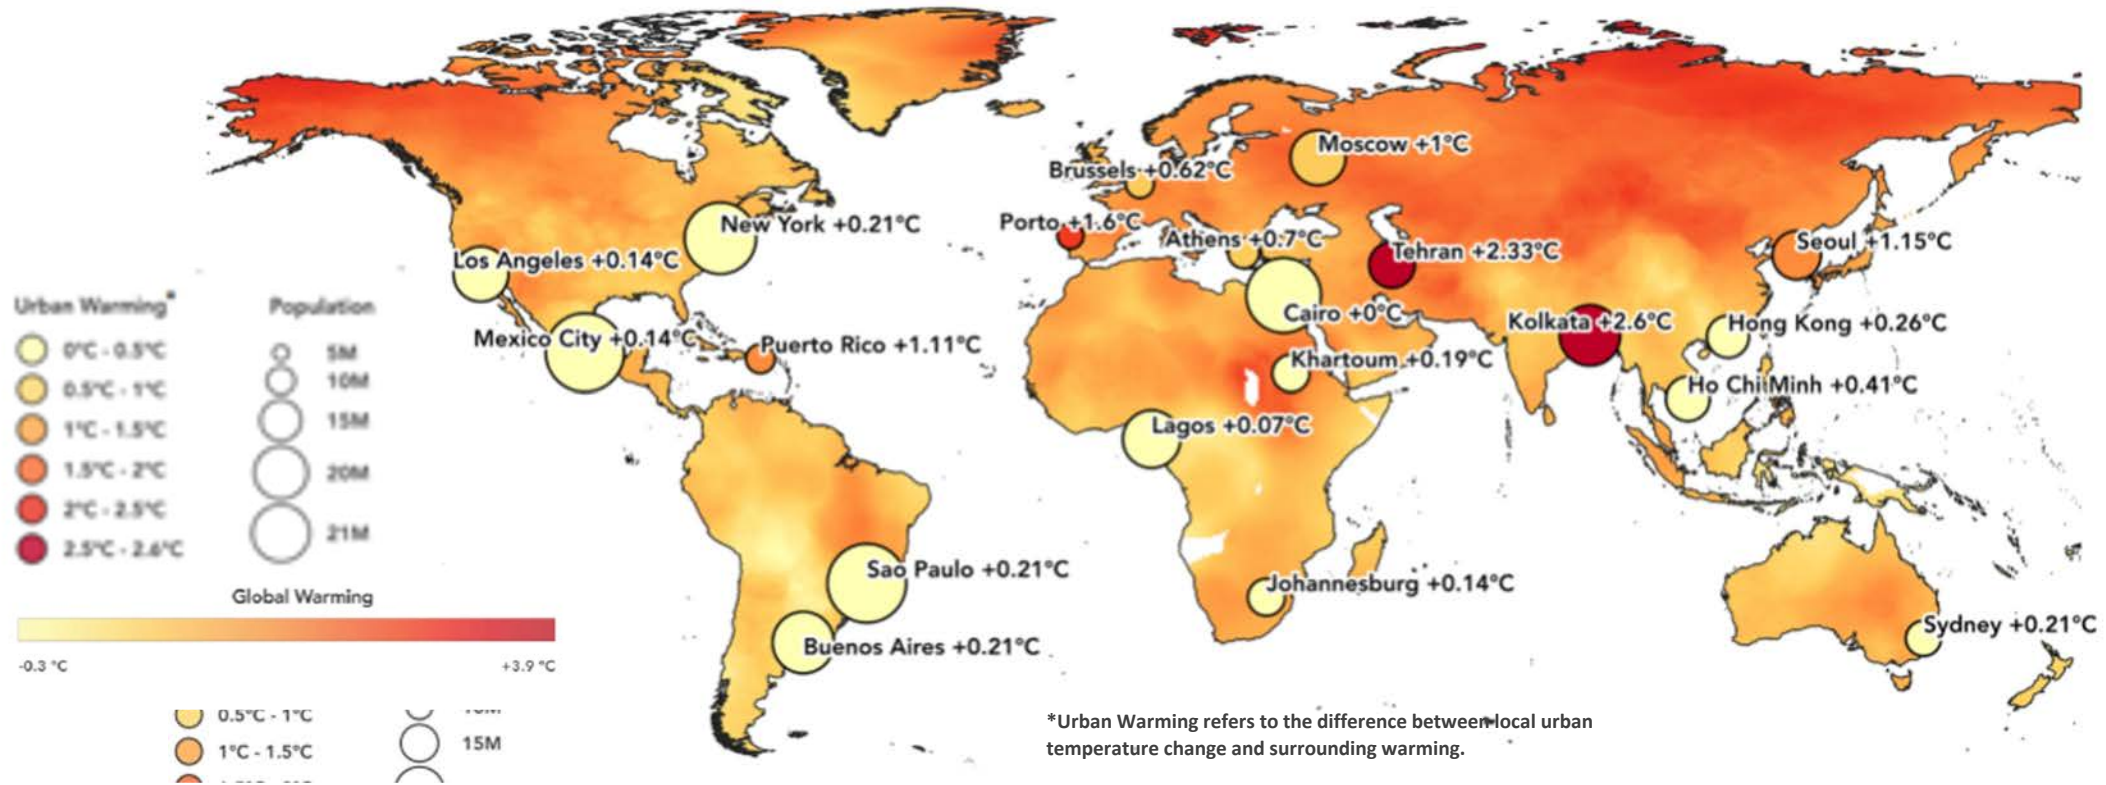 Moscow +1°C
Brussels +0.62°C
Porto +1.6°C
New York +0.21°C
Athens +0.7°C
Seoul +1.15°C
Tehran +2.33°C
Los Angeles +0.14°C
Urban Warming*
Population
Cairo +0°C
Kolkata +2.6°C
Hong Kong +0.26°C
Mexico City +0.14°C
Puerto Rico +1.11°C
0°C - 0.5°C
5M
Khartoum +0.19°C
0.5°C - 1°C
10M
Ho Chi Minh +0.41°C
1°C - 1.5°C
15M
Lagos +0.07°C
1.5°C - 2°C
20M
2°C - 2.5°C
21M
2.5°C - 2.6°C
Sao Paulo +0.21°C
Johannesburg +0.14°C
Global Warming
Sydney +0.21°C
Buenos Aires +0.21°C
-0.3 °C
+3.9 °C
0.5°C - 1°C
1°C - 1.5°C
15M
*Urban Warming refers to the difference between local urban
temperature change and surrounding warming.